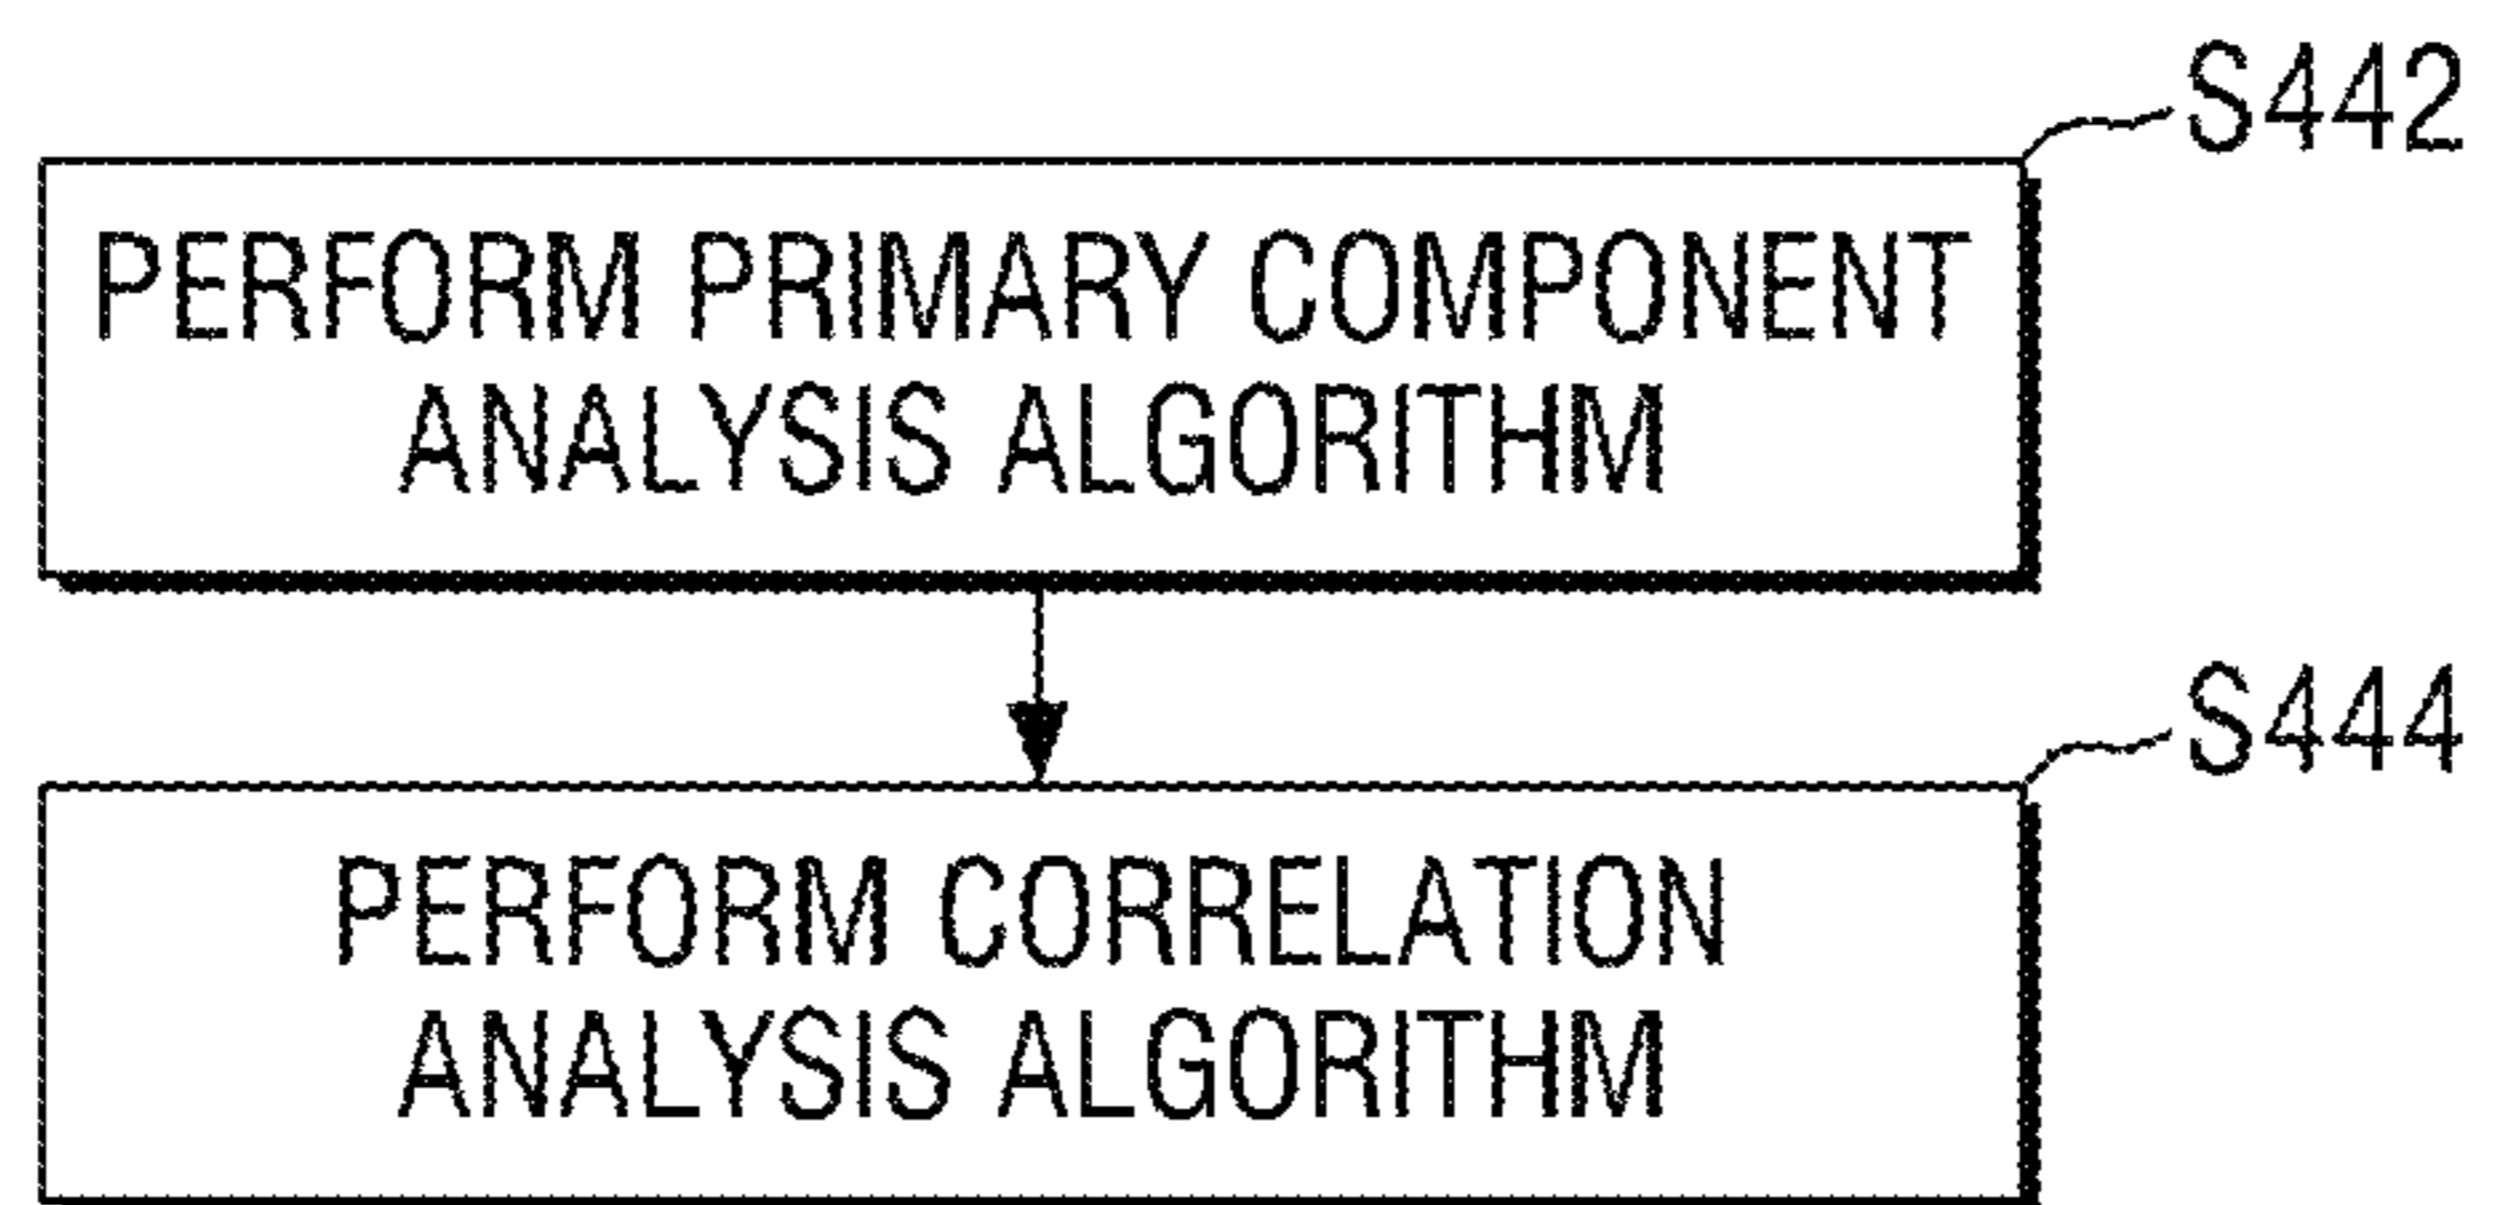 S442
PERFORM PRIMARY COMPONENT
ANALYSIS ALGORITHM
S444
PERFORM CORRELATION
ANALYSIS ALGORITHM